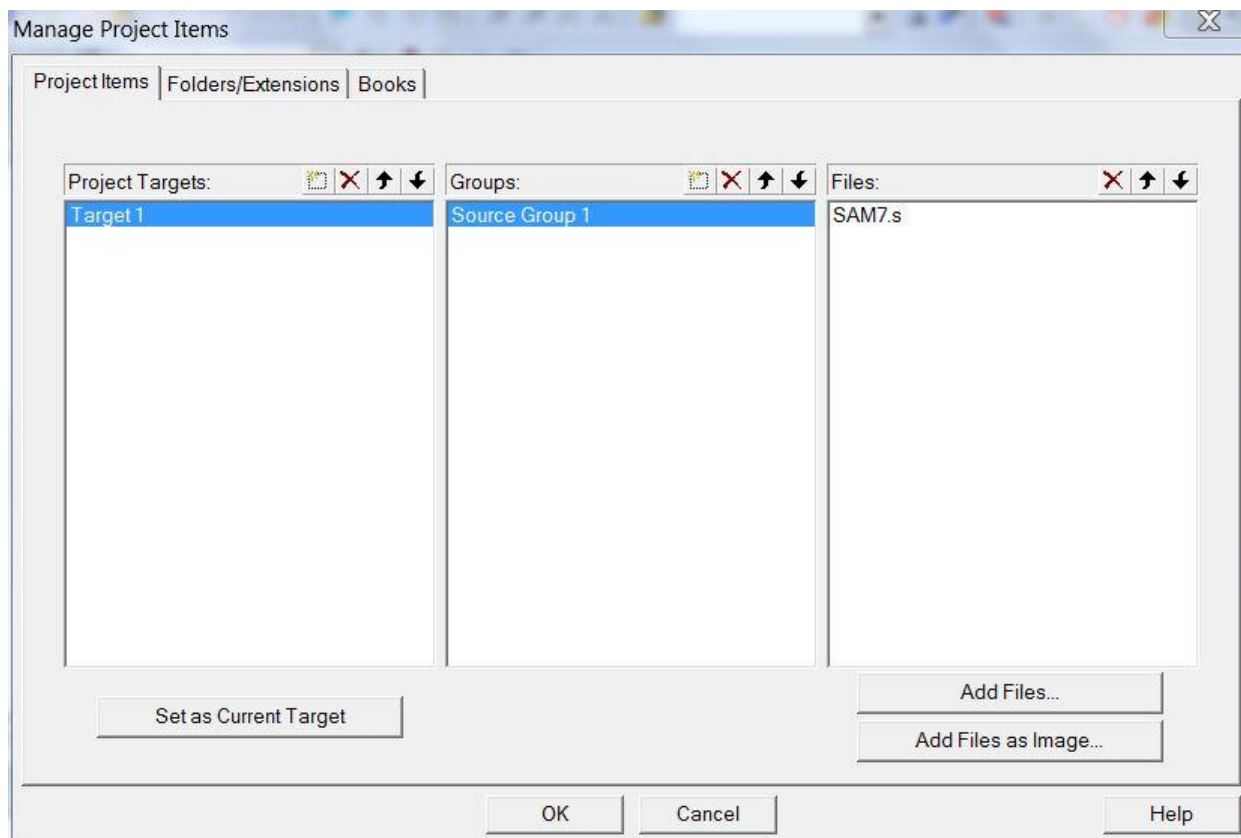 Manage Project Items
Project Items Folders/Extensions Books
Project Targets: Groups: Files:
Target 1 Source Group 1 SAM7.s
Add Files...
Set as Current Target
Add Files as Image...
OK Cancel Help